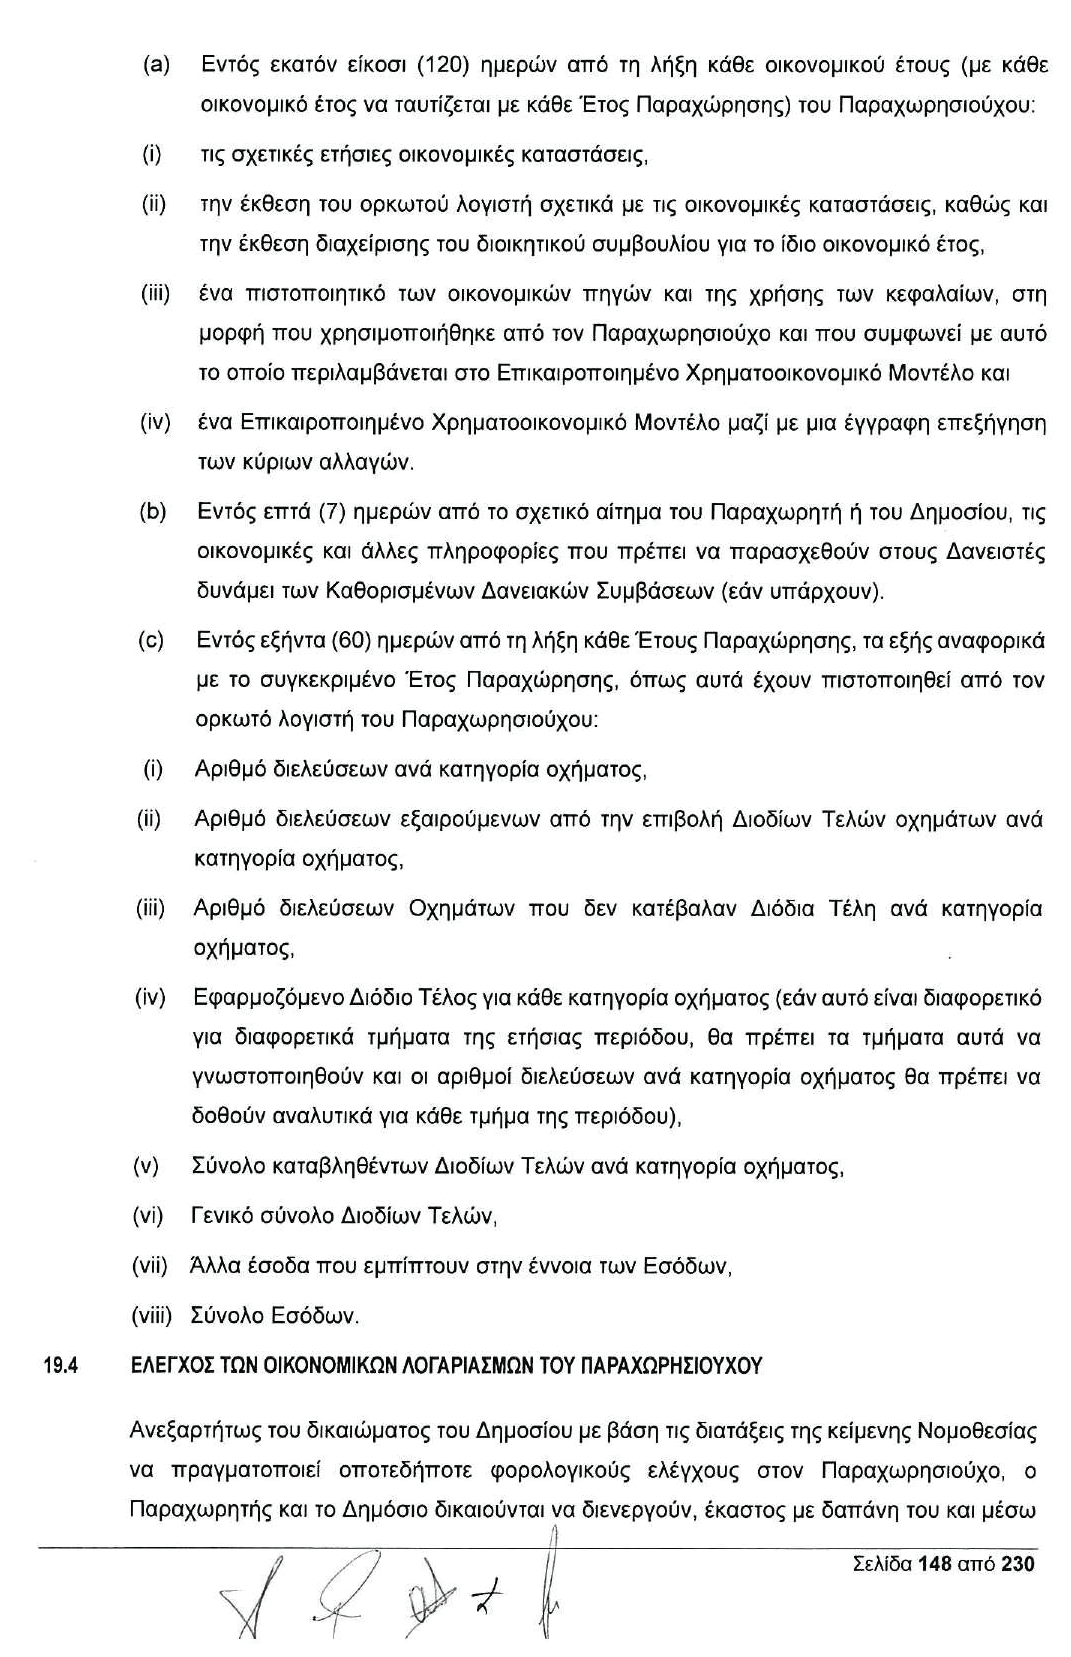 (a) Εντός εκατόν είκοσι (120) ημερών από τη λήξη κάθε οικονομικού έτους (με κάθε
οικονομικό έτος να ταυτίζεται με κάθε Έτος Παραχώρησης) του Παραχωρησιούχου:
(i) τις σχετικές ετήσιες οικονομικές καταστάσεις,
(ii) την έκθεση του ορκωτού λογιστή σχετικά με τις οικονομικές καταστάσεις, καθώς και
την έκθεση διαχείρισης του διοικητικού συμβουλίου για το ίδιο οικονομικό έτος,
(iii) ένα πιστοποιητικό των οικονομικών πηγών και της χρήσης των κεφαλαίων, στη
μορφή που χρησιμοποιήθηκε από τον Παραχωρησιούχο και που συμφωνεί με αυτό
το οποίο περιλαμβάνεται στο Επικαιροποιημένο Χρηματοοικονομικό Μοντέλο και
(iv) ένα Επικαιροποιημένο Χρηματοοικονομικό Μοντέλο μαζί με μια έγγραφη επεξήγηση
των κύριων αλλαγών.
(b) Εντός επτά (7) ημερών από το σχετικό αίτημα του Παραχωρητή ή του Δημοσίου, τις
οικονομικές και άλλες πληροφορίες που πρέπει να παρασχεθούν στους Δανειστές
δυνάμει των Καθορισμένων Δανειακών Συμβάσεων (εάν υπάρχουν).
(c) Εντός εξήντα (60) ημερών από τη λήξη κάθε Έτους Παραχώρησης, τα εξής αναφορικά
με το συγκεκριμένο Έτος Παραχώρησης, όπως αυτά έχουν πιστοποιηθεί από τον
ορκωτό λογιστή του Παραχωρησιούχου:
(i) Αριθμό διελεύσεων ανά κατηγορία οχήματος,
(ii) Αριθμό διελεύσεων εξαιρούμενων από την επιβολή Διοδίων Τελών οχημάτων ανά
κατηγορία οχήματος,
(iii) Αριθμό διελεύσεων Οχημάτων που δεν κατέβαλαν Διόδια Τέλη ανά κατηγορία
οχήματος,
(iv) Εφαρμοζόμενο Διόδιο Τέλος για κάθε κατηγορία οχήματος (εάν αυτό είναι διαφορετικό
για διαφορετικά τμήματα της ετήσιας περιόδου, θα πρέπει τα τμήματα αυτά να
γνωστοποιηθούν και οι αριθμοί διελεύσεων ανά κατηγορία οχήματος θα πρέπει να
δοθούν αναλυτικά για κάθε τμήμα της περιόδου),
(v) Σύνολο καταβληθέντων Διοδίων Τελών ανά κατηγορία οχήματος,
(vi) Γενικό σύνολο Διοδίων Τελών,
(vii) Άλλα έσοδα που εμπίπτουν στην έννοια των Εσόδων,
(viii) Σύνολο Εσόδων.
19.4 ΕΛΕΓΧΟΣ ΤΩΝ ΟΙΚΟΝΟΜΙΚΩΝ ΛΟΓΑΡΙΑΣΜΩΝ ΤΟΥ ΠΑΡΑΧΩΡΗΣΙΟΥΧΟΥ
Ανεξαρτήτως του δικαιώματος του Δημοσίου με βάση τις διατάξεις της κείμενης Νομοθεσίας
να πραγματοποιεί οποτεδήποτε φορολογικούς ελέγχους στον Παραχωρησιούχο, ο
Παραχωρητής και το Δημόσιο δικαιούνται να διενεργούν, έκαστος με δαπάνη του και μέσω
Σελίδα 148 από 230